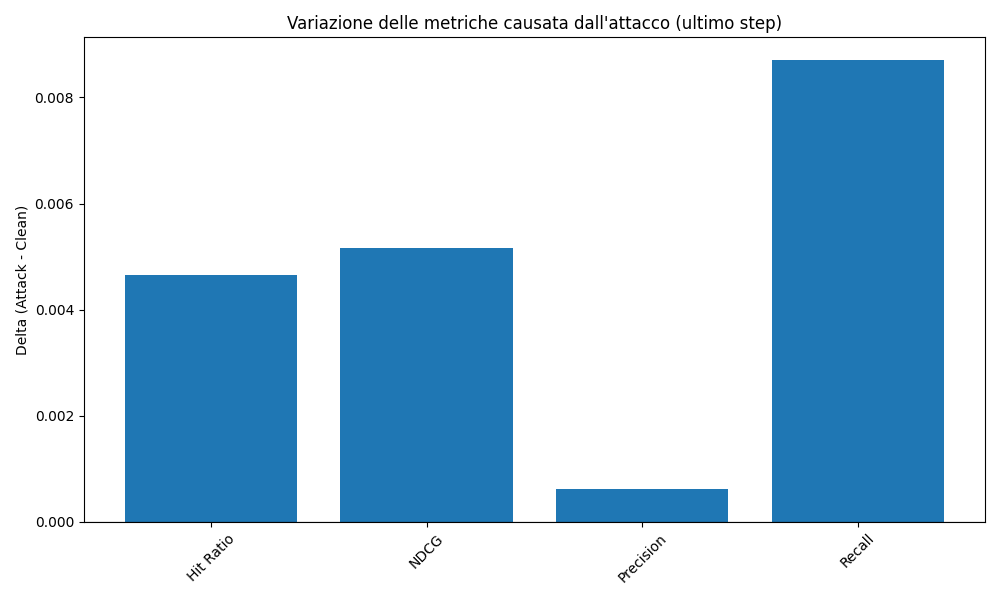 Variazione delle metriche causata dall'attacco (ultimo step)
Delta (Attack - Clean)
0.008
0.006
0.004
0.002
0.000
Hit Ratio
NDCG
Precision
Recall